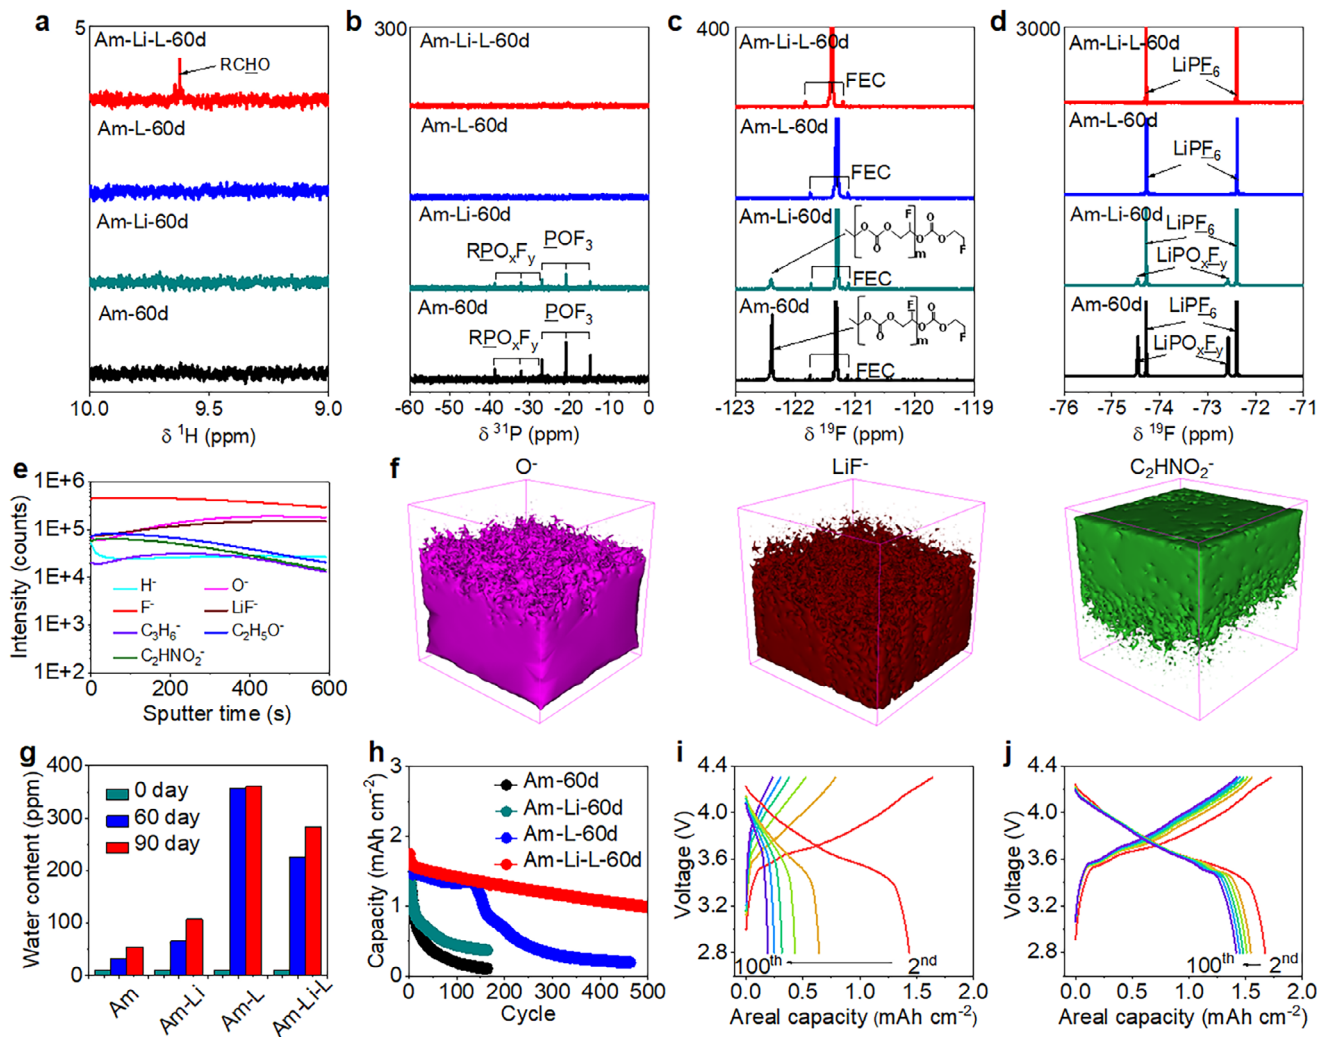 a
5
Am-Li-L-60d
RCHO
Am-L-60d
Am-Li-60d
Am-60d
10.0 9.5 9.0
δ ¹H (ppm)
b
300
Am-Li-L-60d
Am-L-60d
Am-Li-60d
RPOₓFᵧ POF₃
Am-60d
RPOₓFᵧ POF₃
-60 -50 -40 -30 -20 -10 0
δ ³¹P (ppm)
c
400
Am-Li-L-60d
FEC
Am-L-60d
FEC
Am-Li-60d
F O
O O O O O
O m F
FEC
Am-60d
F O
O O O O O
O m F
FEC
-123 -122 -121 -120 -119
δ ¹⁹F (ppm)
d
3000
Am-Li-L-60d
LiPF₆
Am-L-60d
LiPF₆
Am-Li-60d
LiPF₆
LiPOₓFᵧ
Am-60d
LiPF₆
LiPOₓFᵧ
-76 -75 -74 -73 -72 -71
δ ¹⁹F (ppm)
e
Intensity (counts)
1E+6
1E+5
1E+4
1E+3
1E+2
H⁻ O⁻
F⁻ LiF⁻
C₃H₆⁻ C₂H₅O⁻
C₂HNO₂⁻
0 200 400 600
Sputter time (s)
f
O⁻
LiF⁻
C₂HNO₂⁻
g
Water content (ppm)
400
300
200
100
0
0 day
60 day
90 day
Am
Am-Li
Am-L
Am-Li-L
h
Capacity (mAh cm⁻²)
3
2
1
0
Am-60d
Am-Li-60d
Am-L-60d
Am-Li-L-60d
0 100 200 300 400 500
Cycle
i
Voltage (V)
4.4
4.0
3.6
3.2
2.8
100ᵗʰ 2ⁿᵈ
0.0 0.5 1.0 1.5 2.0
Areal capacity (mAh cm⁻²)
j
Voltage (V)
4.4
4.0
3.6
3.2
2.8
100ᵗʰ 2ⁿᵈ
0.0 0.5 1.0 1.5 2.0
Areal capacity (mAh cm⁻²)